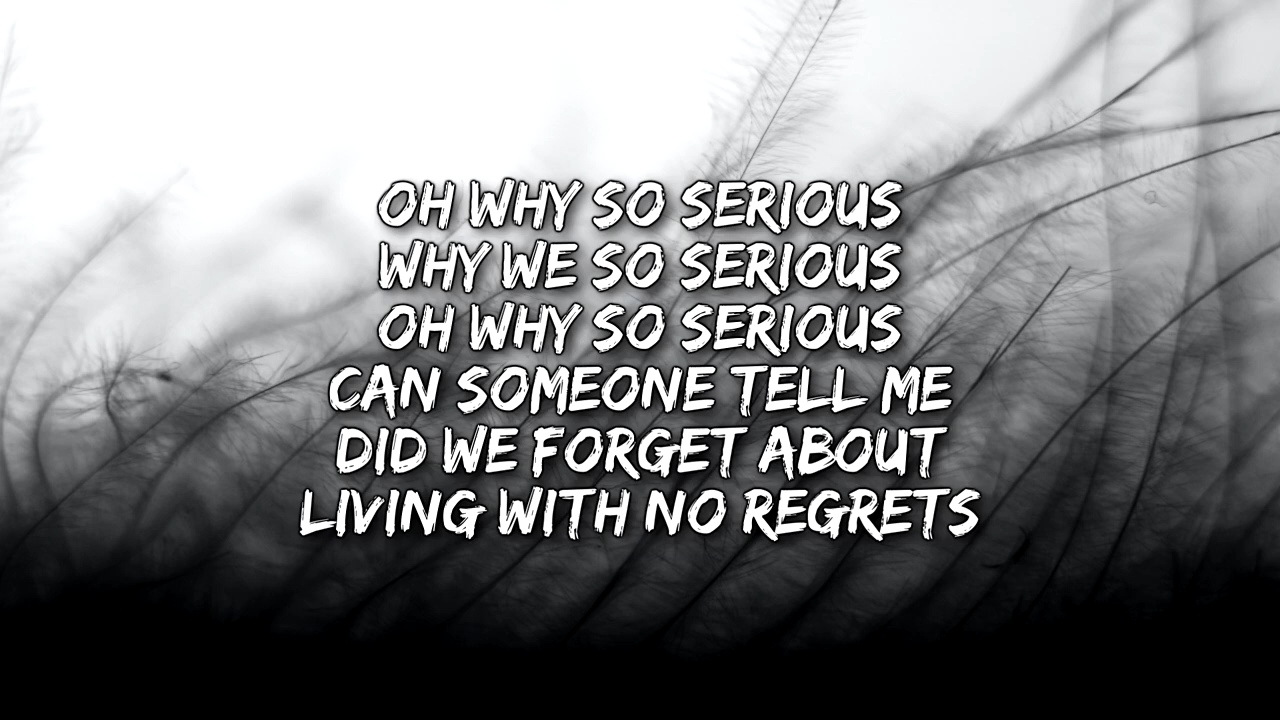 OH WHY SO SERIOUS
WHY WE SO SERIOUS
OH WHY SO SERIOUS
CAN SOMEONE TELL ME
DID WE FORGET ABOUT
LIVING WITH NO REGRETS